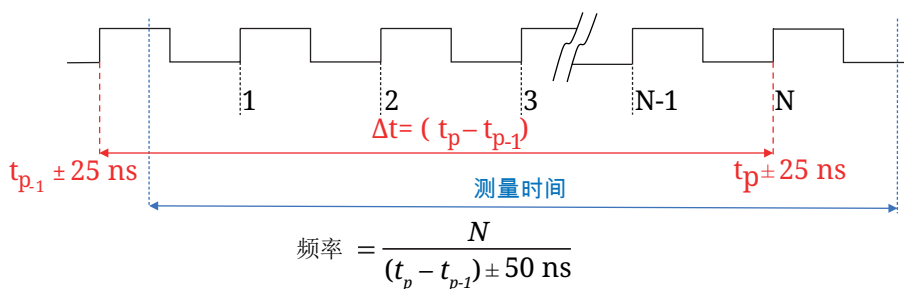 1 2 3 N-1 N
Δt= ( tp – tp-1)
tp-1 ± 25 ns tp ± 25 ns
测量时间
频率 = N / (tp – tp-1) ± 50 ns